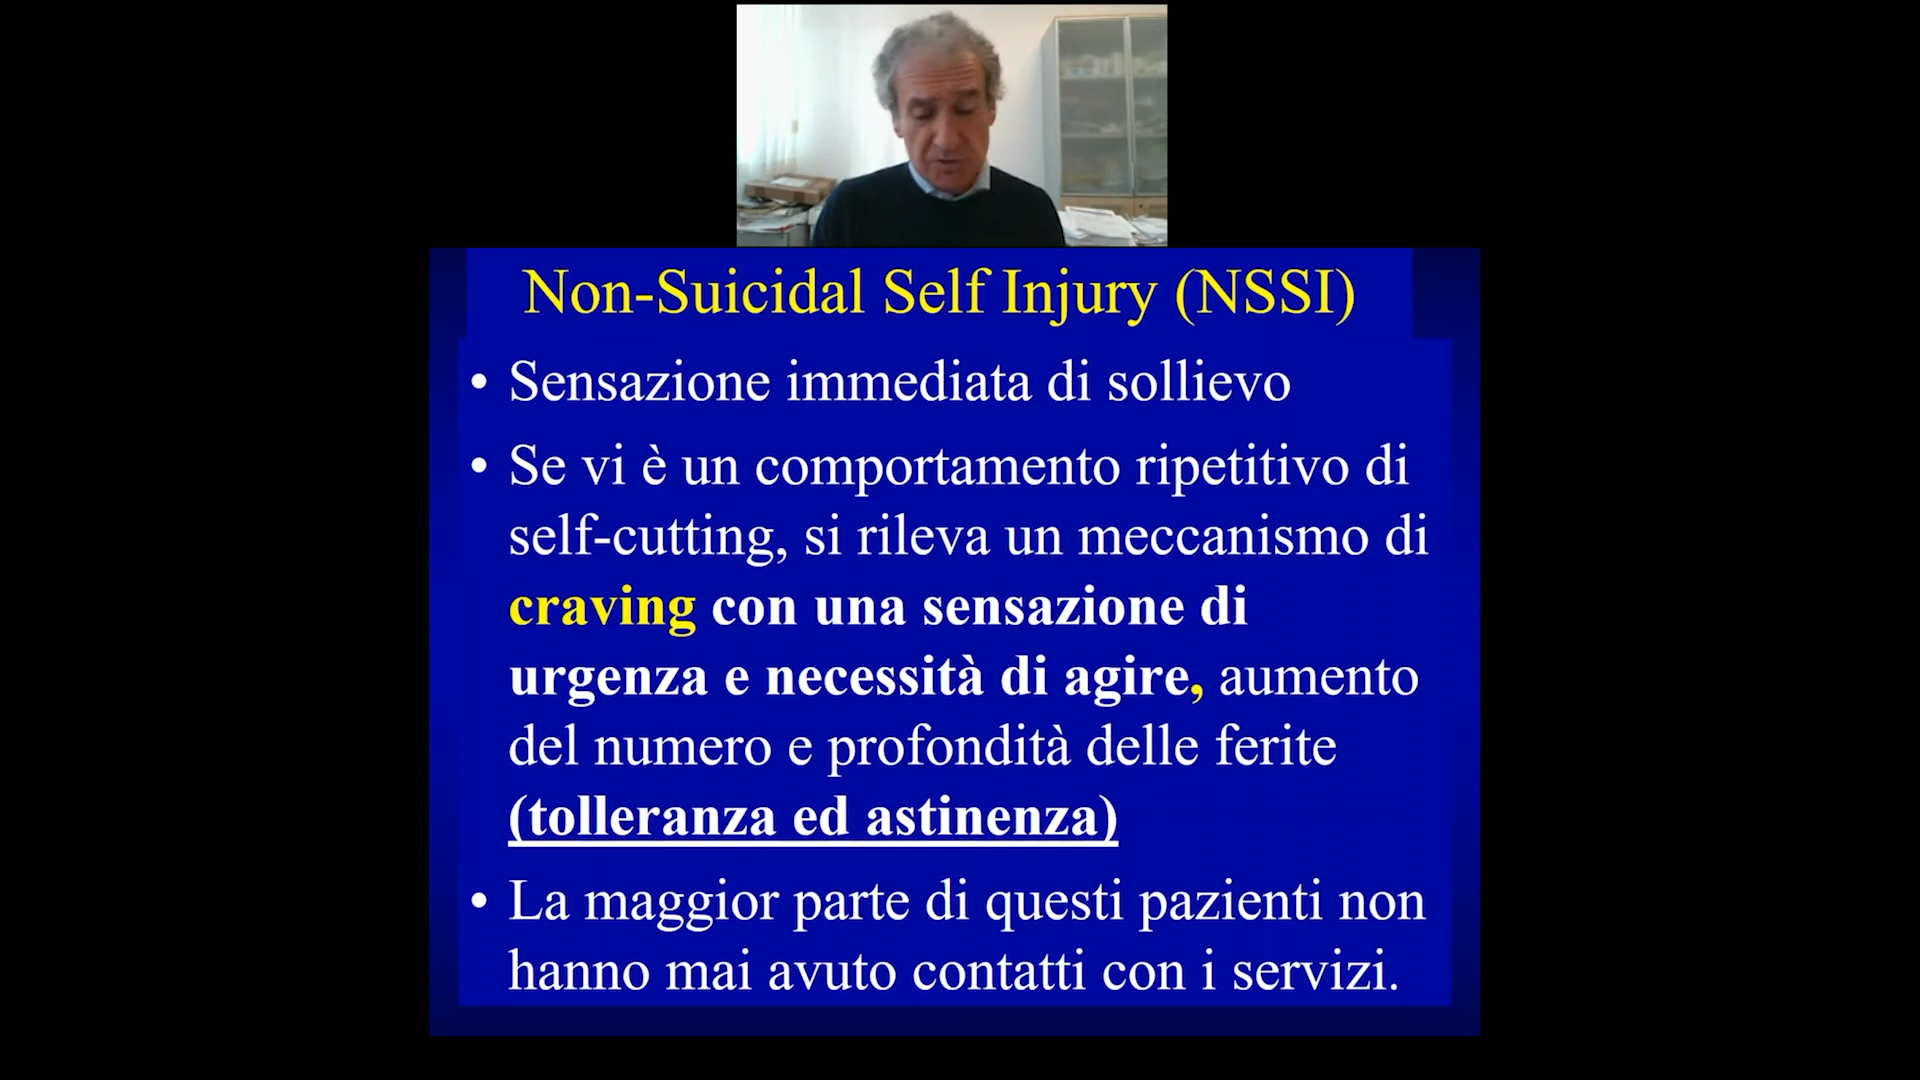 Non-Suicidal Self Injury (NSSI)
• Sensazione immediata di sollievo
• Se vi è un comportamento ripetitivo di
self-cutting, si rileva un meccanismo di
craving con una sensazione di
urgenza e necessità di agire, aumento
del numero e profondità delle ferite
(tolleranza ed astinenza)
• La maggior parte di questi pazienti non
hanno mai avuto contatti con i servizi.